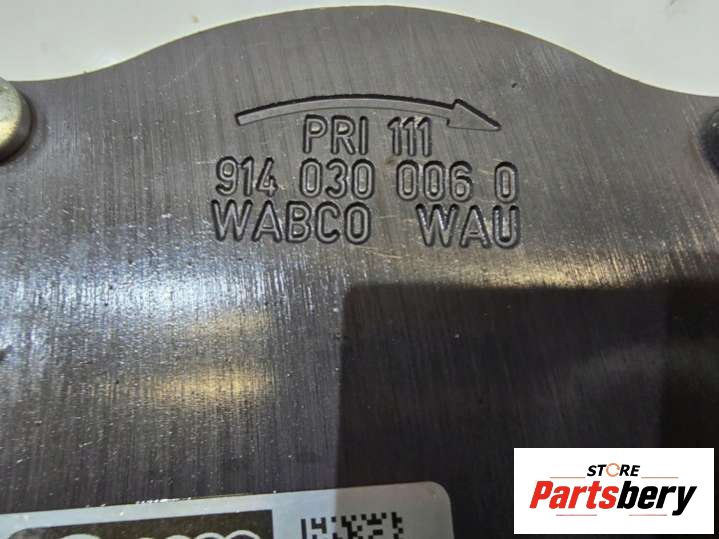 PRI 111
914 030 006 0
WABCO WAU
STORE
Partsbery